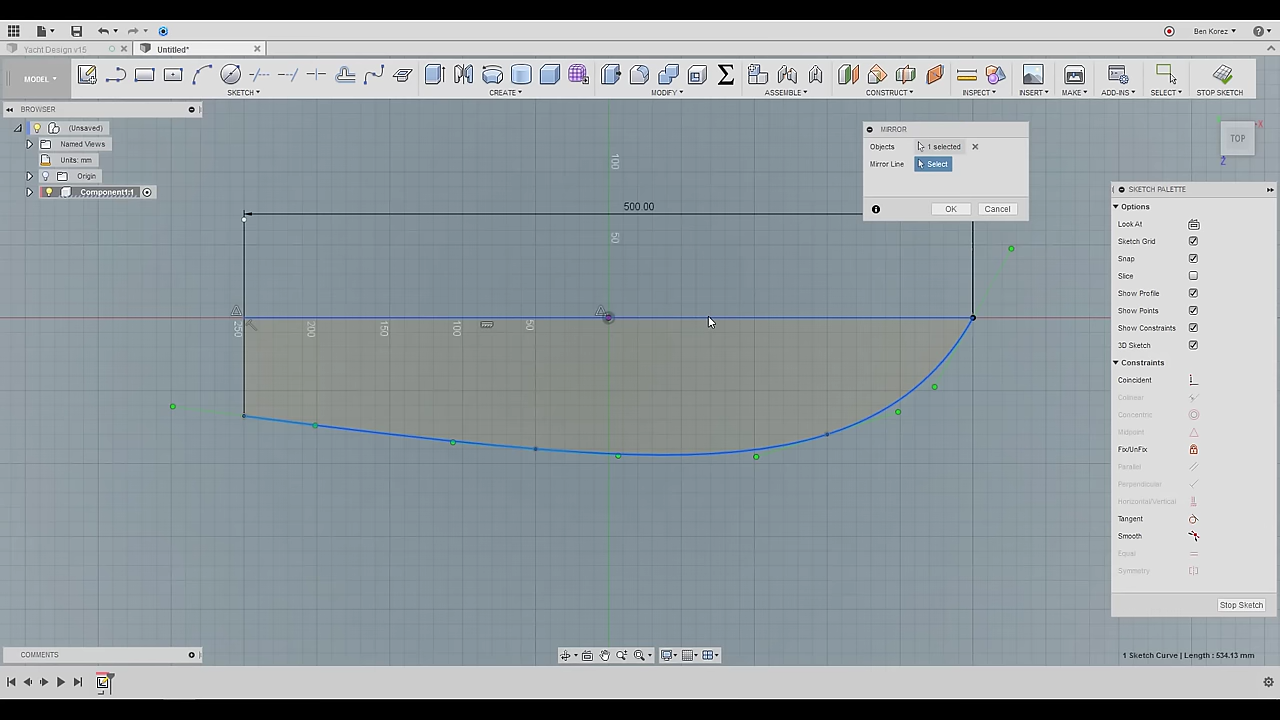 Ben Korez
Yacht Design v15
Untitled*
MODEL
SKETCH
CREATE
MODIFY
ASSEMBLE
CONSTRUCT
INSPECT
INSERT
MAKE
ADD-INS
SELECT
STOP SKETCH
BROWSER
(Unsaved)
Named Views
Units: mm
Origin
Component1:1
MIRROR
Objects
1 selected
Mirror Line
Select
OK
Cancel
TOP
X
Z
100
500.00
50
250
200
150
100
50
SKETCH PALETTE
Options
Look At
Sketch Grid
Snap
Slice
Show Profile
Show Points
Show Constraints
3D Sketch
Constraints
Coincident
Colinear
Concentric
Midpoint
Fix/UnFix
Parallel
Perpendicular
Horizontal/Vertical
Tangent
Smooth
Equal
Symmetry
Stop Sketch
COMMENTS
1 Sketch Curve | Length : 534.13 mm